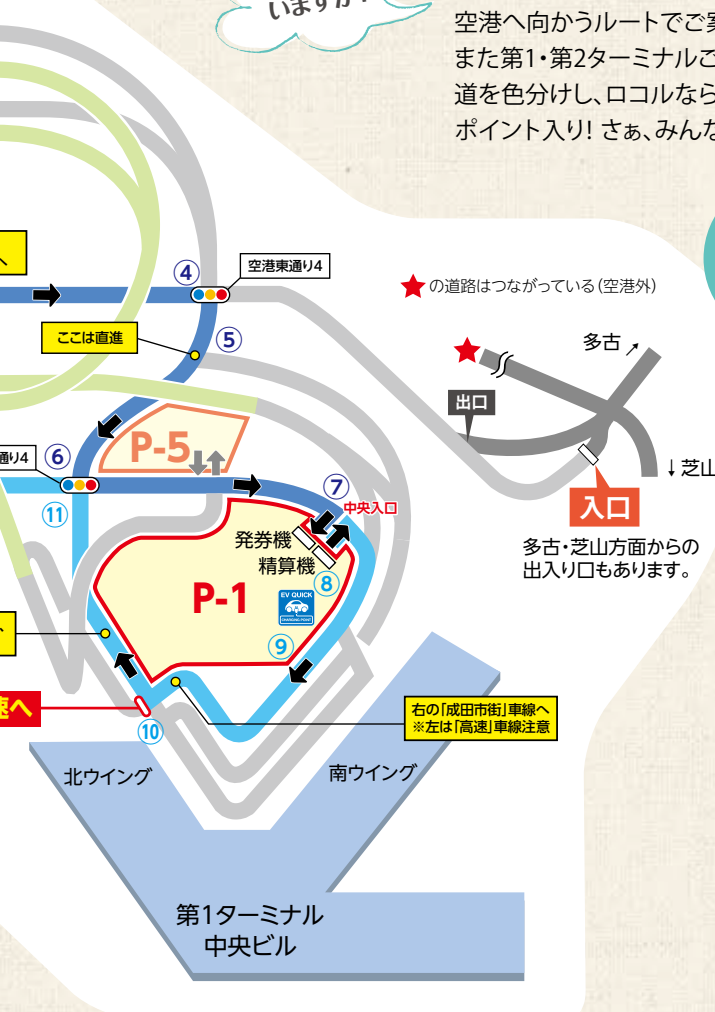 いますか？
空港へ向かうルートでご
また第1・第2ターミナルご
道を色分けし、ロコルなら
ポイント入り! さぁ、みんな
へ
④
空港東通り4
★の道路はつながっている(空港外)
ここは直進
⑤
多古↗
出口
P-5
通り4
⑥
⑦
中央入口
↓芝山
⑪
入口
発券機
精算機
多古・芝山方面からの
出入り口もあります。
⑧
P-1
EV QUICK
CHARGING POINT
⑨
速へ
⑩
右の「成田市街」車線へ
※左は「高速」車線注意
北ウイング
南ウイング
第1ターミナル
中央ビル